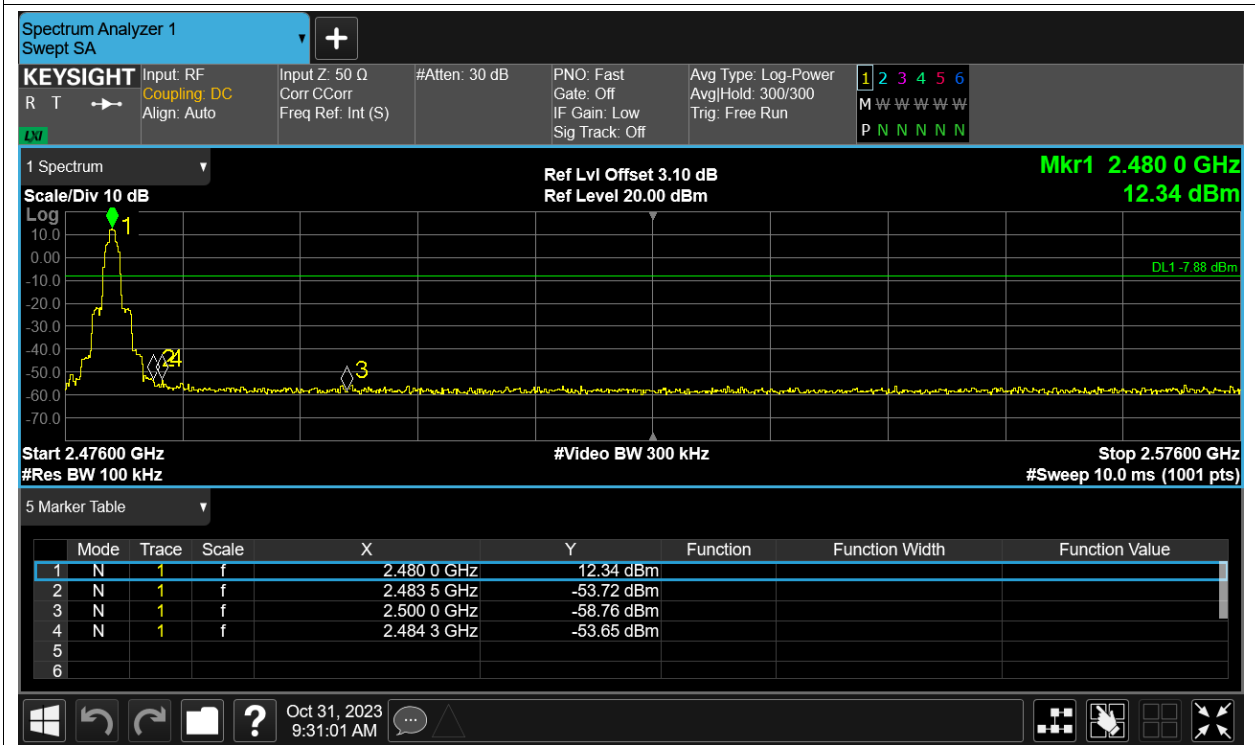 Spectrum Analyzer 1
Swept SA
KEYSIGHT
R T
LXI
Input: RF
Coupling: DC
Align: Auto
Input Z: 50 Ω
Corr CCorr
Freq Ref: Int (S)
#Atten: 30 dB
PNO: Fast
Gate: Off
IF Gain: Low
Sig Track: Off
Avg Type: Log-Power
Avg|Hold: 300/300
Trig: Free Run
1 2 3 4 5 6
M W W W W W
P N N N N N
1 Spectrum
Scale/Div 10 dB
Ref Lvl Offset 3.10 dB
Ref Level 20.00 dBm
Mkr1 2.480 0 GHz
12.34 dBm
Log
10.0
0.00
-10.0
-20.0
-30.0
-40.0
-50.0
-60.0
-70.0
1
DL1 -7.88 dBm
2 4
3
Start 2.47600 GHz
#Res BW 100 kHz
#Video BW 300 kHz
Stop 2.57600 GHz
#Sweep 10.0 ms (1001 pts)
5 Marker Table
Mode Trace Scale X Y Function Function Width Function Value
1 N 1 f 2.480 0 GHz 12.34 dBm
2 N 1 f 2.483 5 GHz -53.72 dBm
3 N 1 f 2.500 0 GHz -58.76 dBm
4 N 1 f 2.484 3 GHz -53.65 dBm
5
6
?
Oct 31, 2023
9:31:01 AM